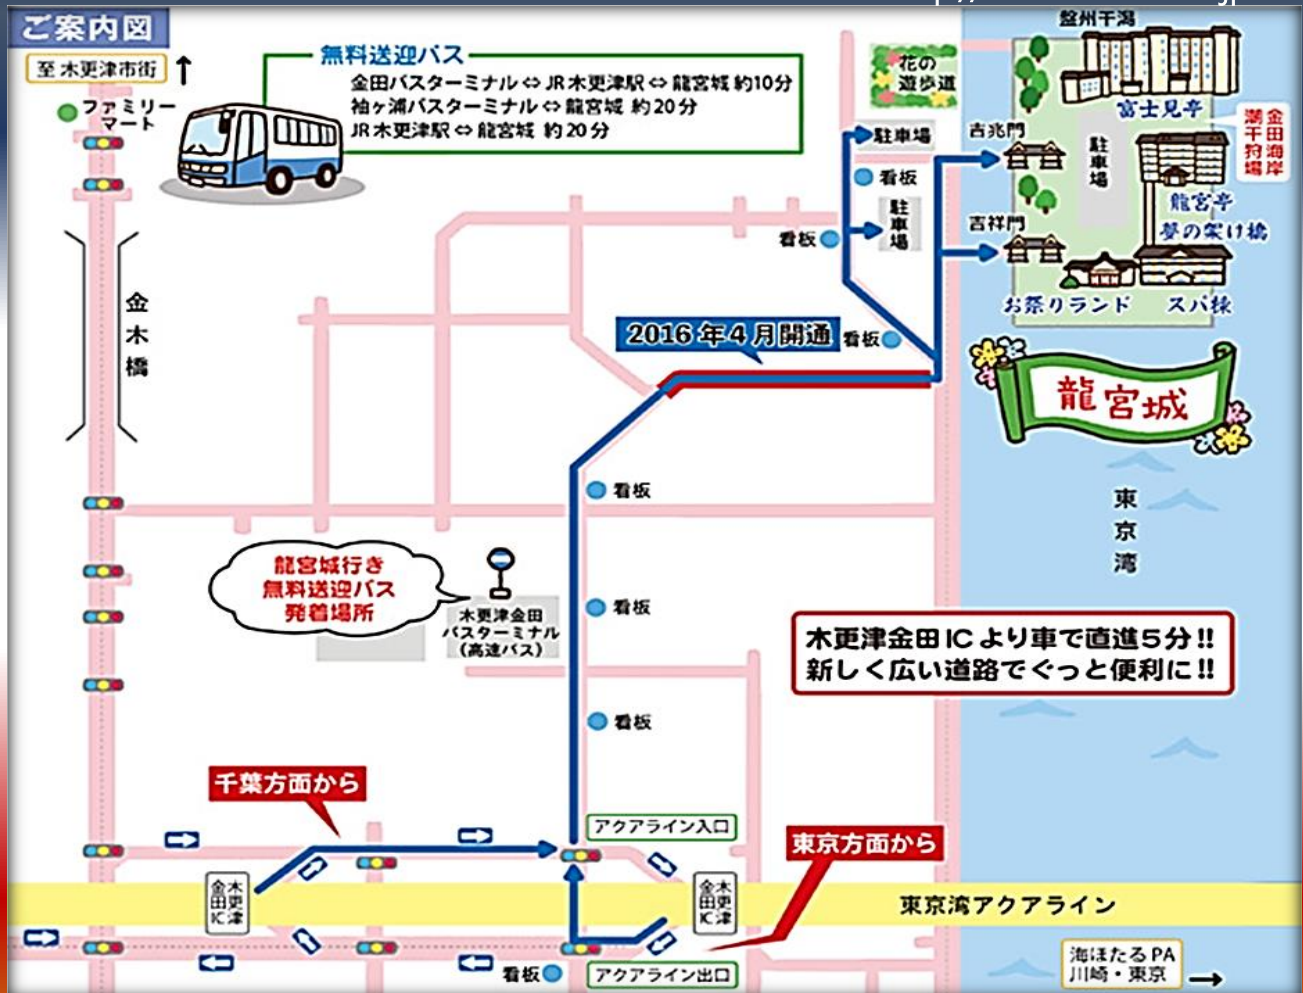 ご案内図
至 木更津市街
ファミリー
マート
無料送迎バス
金田バスターミナル⇔JR木更津駅⇔龍宮城 約10分
袖ヶ浦バスターミナル⇔龍宮城 約20分
JR木更津駅⇔龍宮城 約20分
花の
遊歩道
駐車場
看板
駐車場
看板
看板
盤州干潟
富士見亭
金田海岸
潮干狩場
吉兆門
駐車場
龍宮亭
夢の架け橋
吉祥門
お祭りランド
スパ棟
金木橋
2016年4月開通
龍宮城
東京湾
看板
龍宮城行き
無料送迎バス
発着場所
木更津金田
バスターミナル
(高速バス)
看板
木更津金田ICより車で直進5分!!
新しく広い道路でぐっと便利に!!
看板
千葉方面から
アクアライン入口
東京方面から
木更津
金田IC
木更津
金田IC
東京湾アクアライン
看板
アクアライン出口
海ほたるPA
川崎・東京